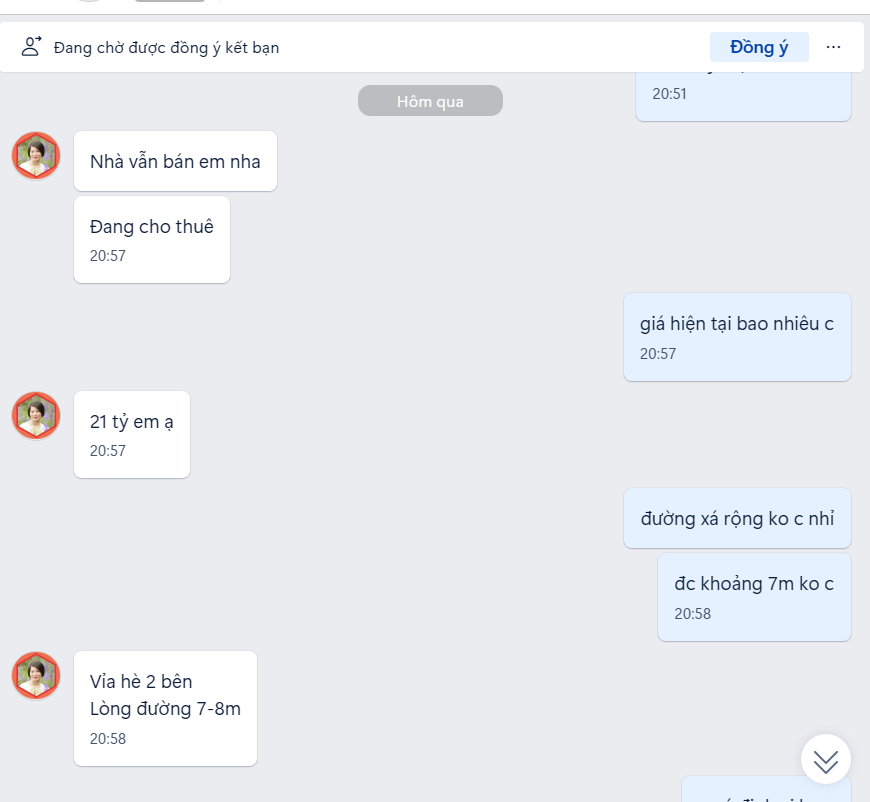 Đang chờ được đồng ý kết bạn
Đồng ý
20:51
Hôm qua
Nhà vẫn bán em nha
Đang cho thuê
20:57
giá hiện tại bao nhiêu c
20:57
21 tỷ em ạ
20:57
đường xá rộng ko c nhỉ
đc khoảng 7m ko c
20:58
Vỉa hè 2 bên
Lòng đường 7-8m
20:58